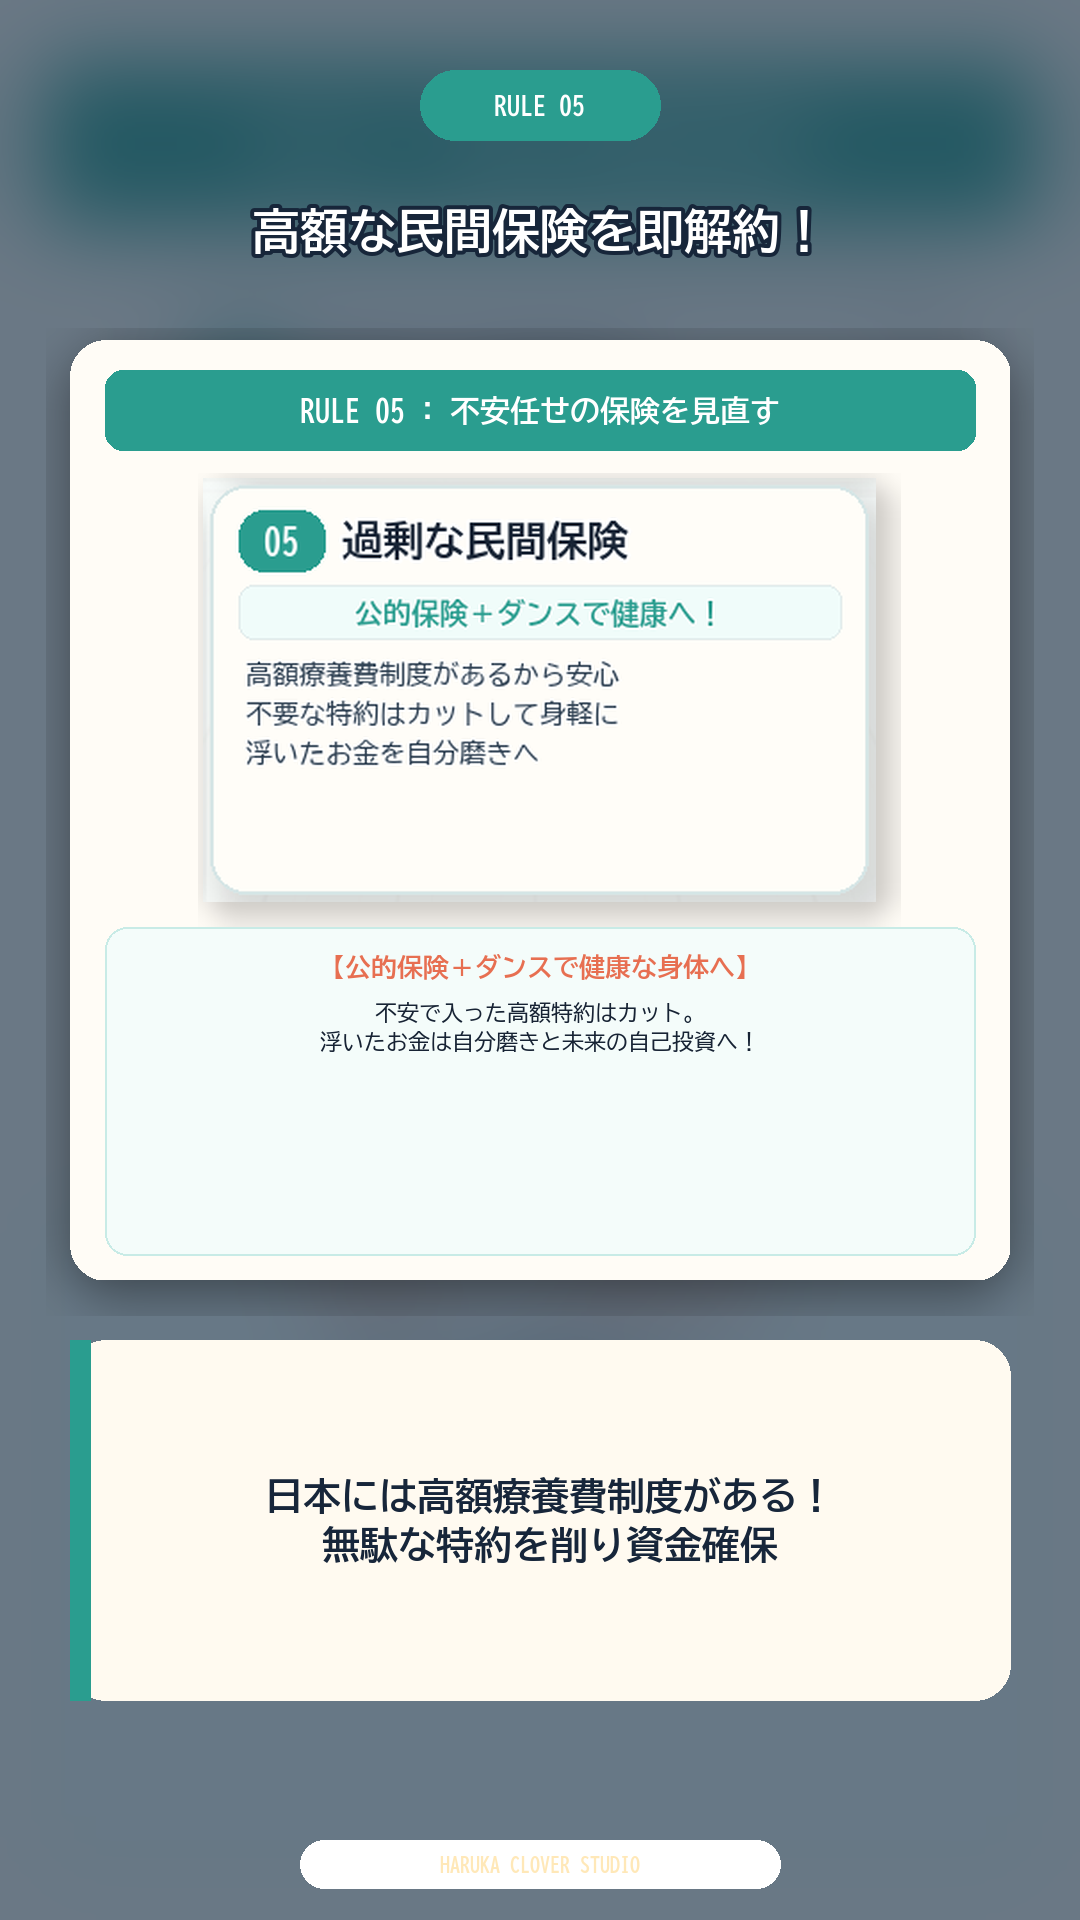 RULE 05
高額な民間保険を即解約！
RULE 05 : 不安任せの保険を見直す
05 過剰な民間保険
公的保険＋ダンスで健康へ！
高額療養費制度があるから安心
不要な特約はカットして身軽に
浮いたお金を自分磨きへ
【公的保険＋ダンスで健康な身体へ】
不安で入った高額特約はカット。
浮いたお金は自分磨きと未来の自己投資へ！
日本には高額療養費制度がある！
無駄な特約を削り資金確保
HARUKA CLOVER STUDIO